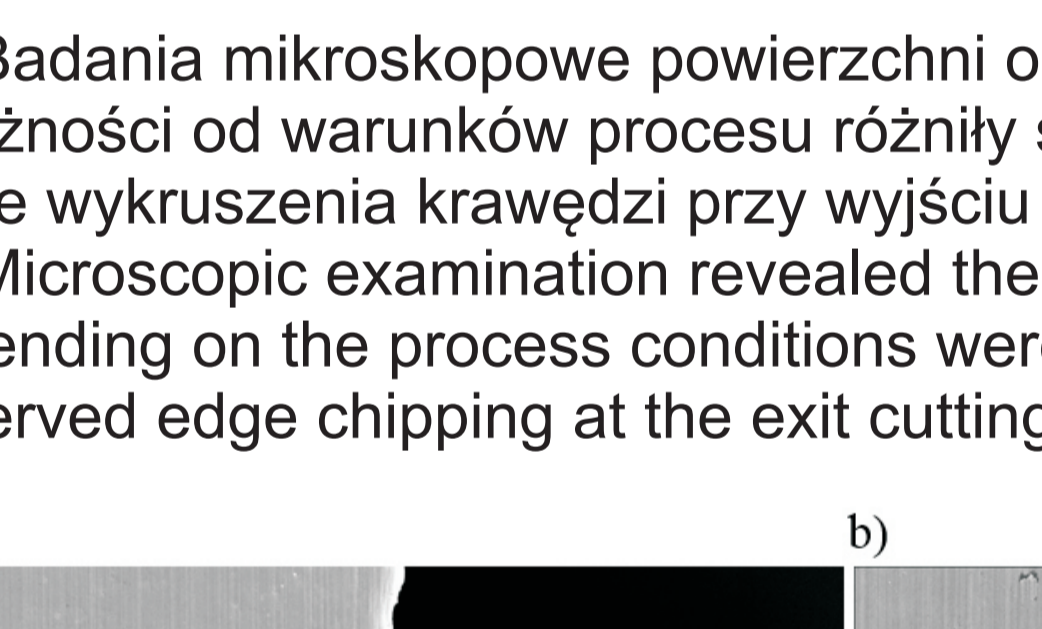 Badania mikroskopowe powierzchni o
żności od warunków procesu różniły s
e wykruszenia krawędzi przy wyjściu
Microscopic examination revealed the
ending on the process conditions were
erved edge chipping at the exit cutting
b)